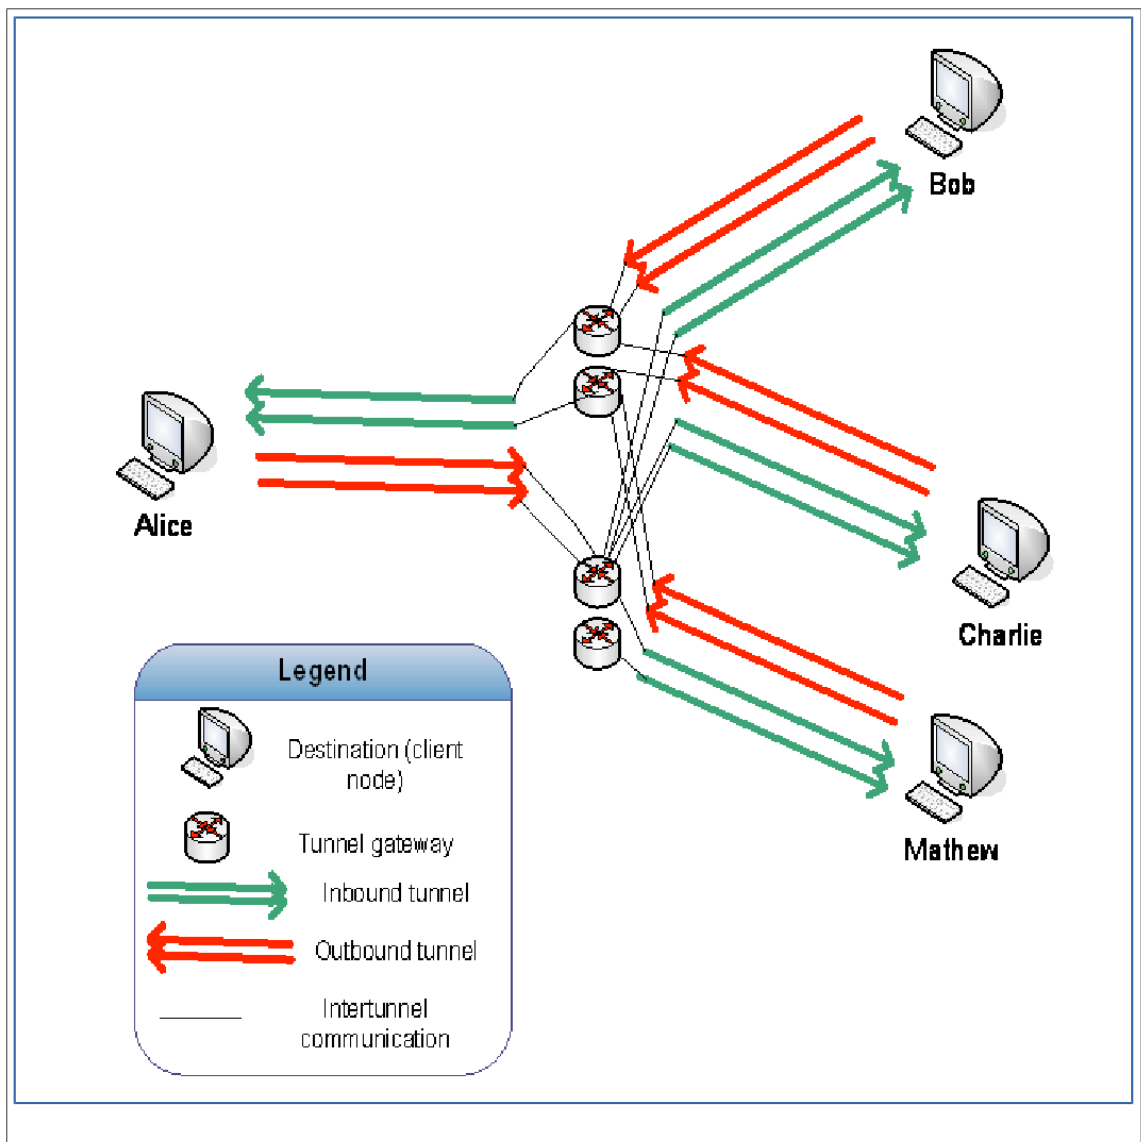 Bob
Alice
Charlie
Mathew
Legend
Destination (client
node)
Tunnel gateway
Inbound tunnel
Outbound tunnel
Intertunnel
communication